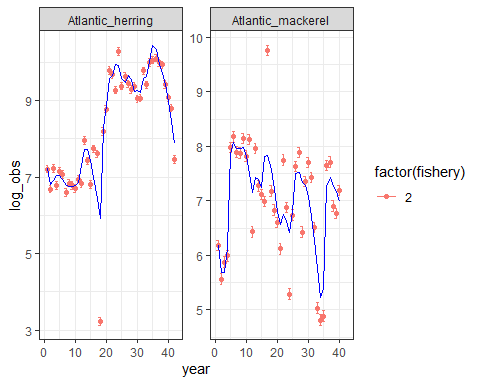 Atlantic_herring
Atlantic_mackerel
log_obs
9
7
5
3
10
9
8
7
6
5
0 10 20 30 40
0 10 20 30 40
year
factor(fishery)
2